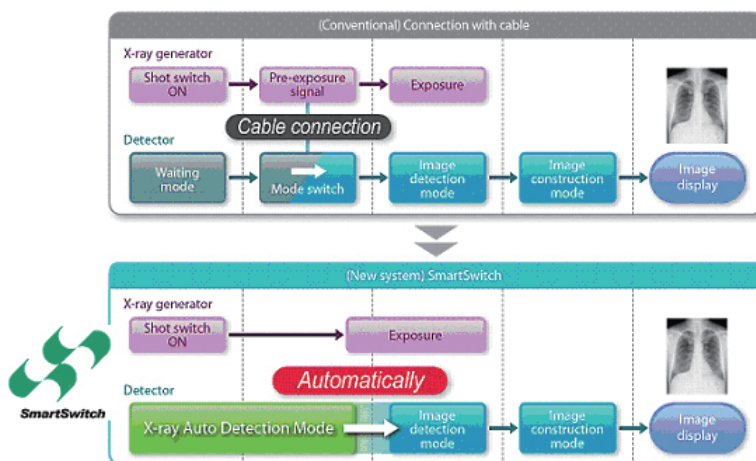 (Conventional) Connection with cable
X-ray generator
Shot switch
ON
Pre-exposure
signal
Exposure
Cable connection
Detector
Waiting
mode
Mode switch
Image
detection
mode
Image
construction
mode
Image
display
(New system) SmartSwitch
X-ray generator
Shot switch
ON
Exposure
Automatically
SmartSwitch
Detector
X-ray Auto Detection Mode
Image
detection
mode
Image
construction
mode
Image
display